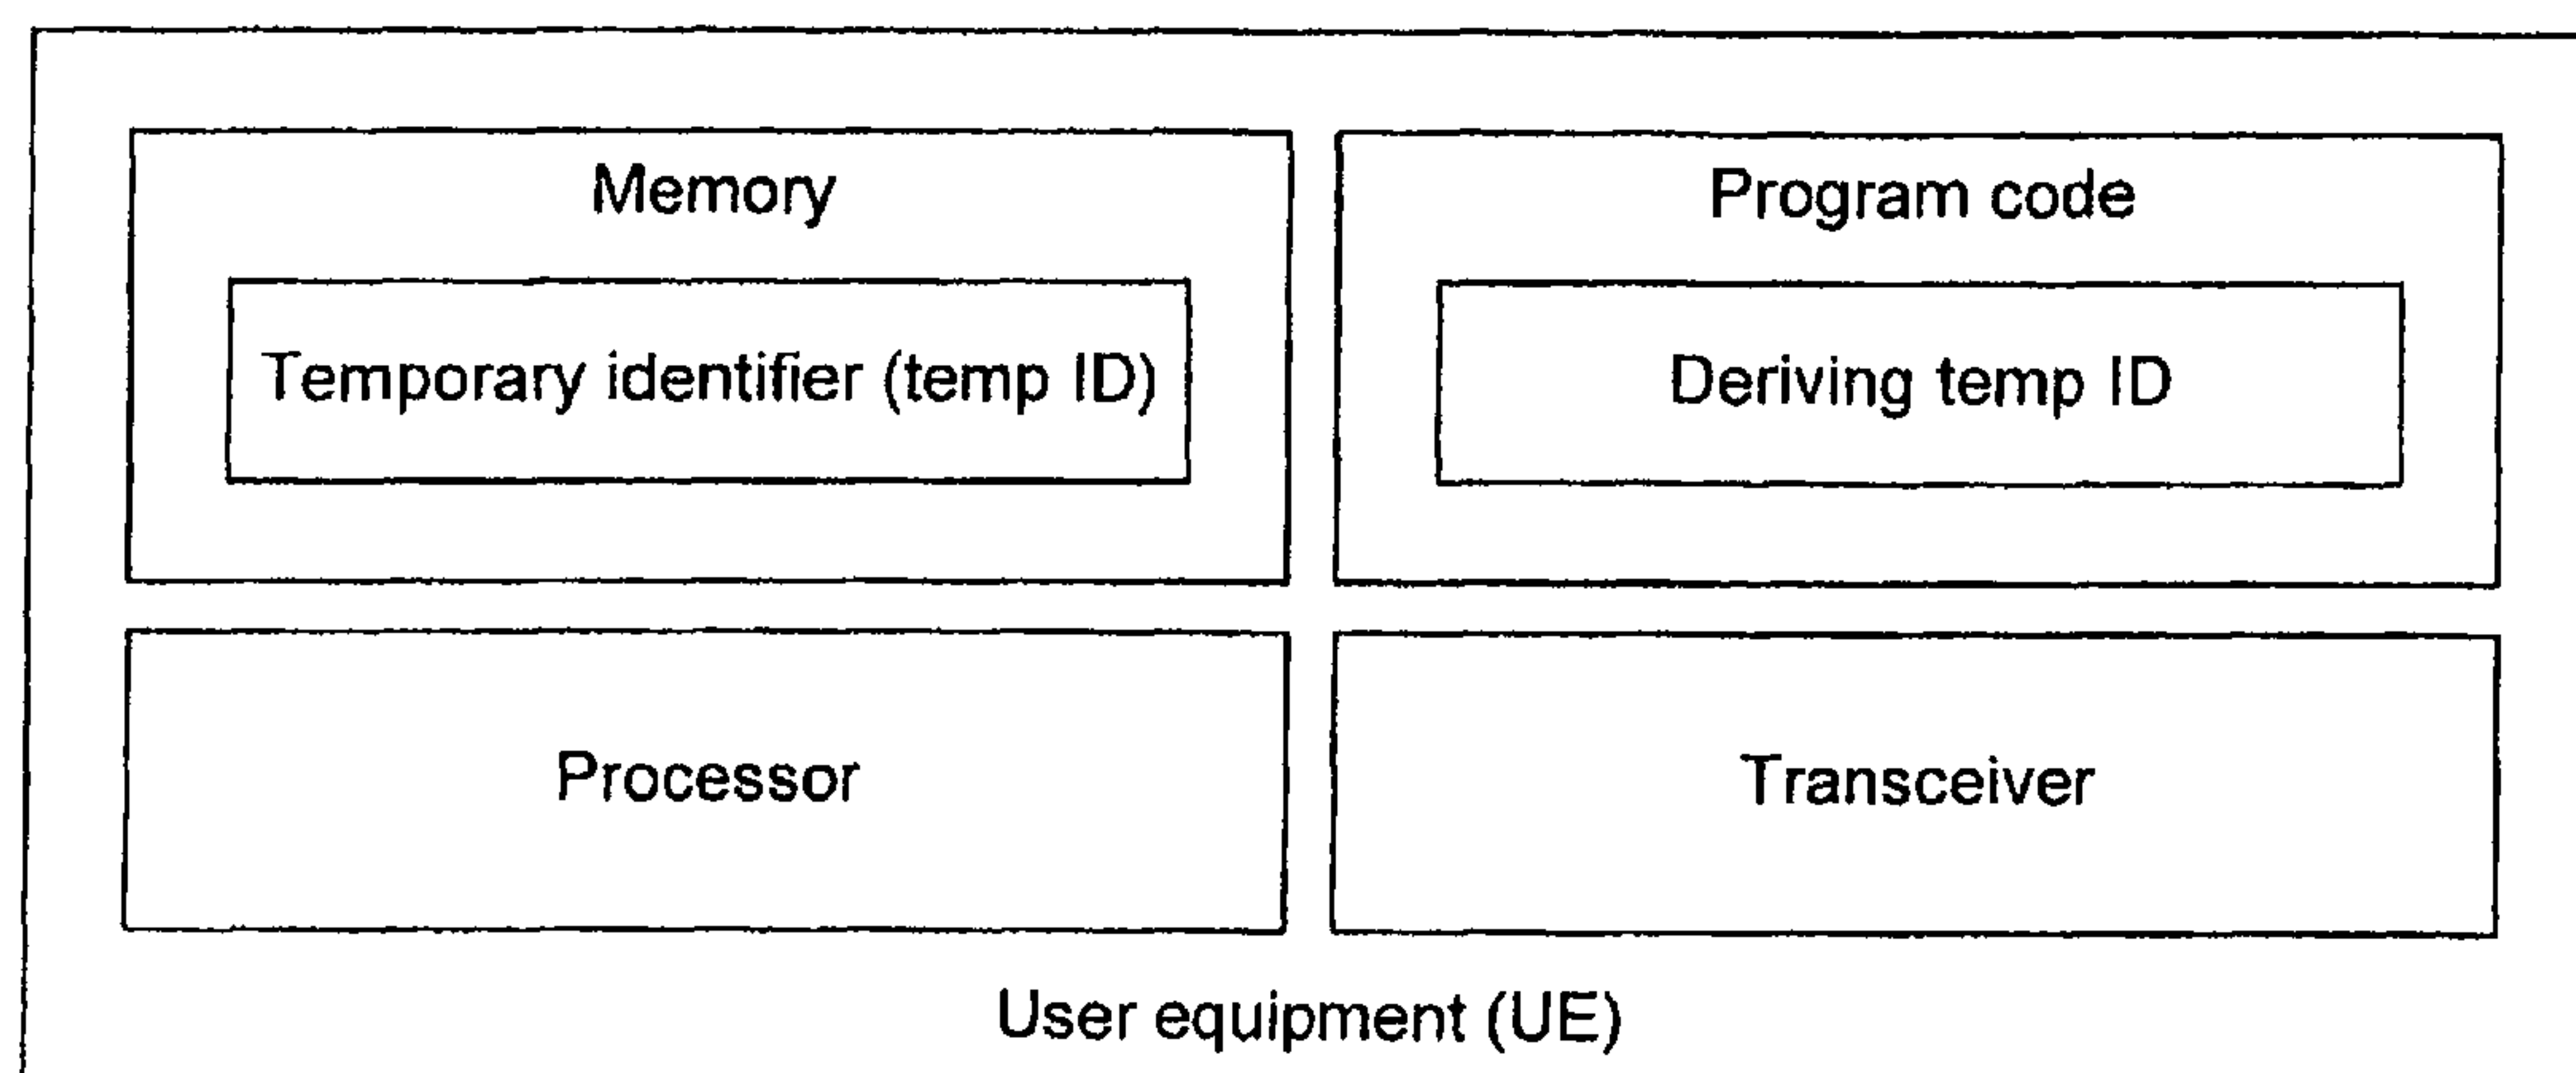 Memory
Program code
Temporary identifier (temp ID)
Deriving temp ID
Processor
Transceiver
User equipment (UE)